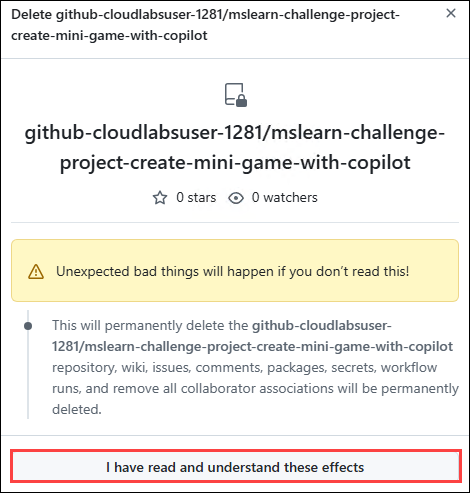 Delete github-cloudlabsuser-1281/mslearn-challenge-project-
create-mini-game-with-copilot
github-cloudlabsuser-1281/mslearn-challenge-
project-create-mini-game-with-copilot
0 stars 0 watchers
Unexpected bad things will happen if you don’t read this!
This will permanently delete the github-cloudlabsuser-
1281/mslearn-challenge-project-create-mini-game-with-copilot
repository, wiki, issues, comments, packages, secrets, workflow
runs, and remove all collaborator associations will be permanently
deleted.
I have read and understand these effects